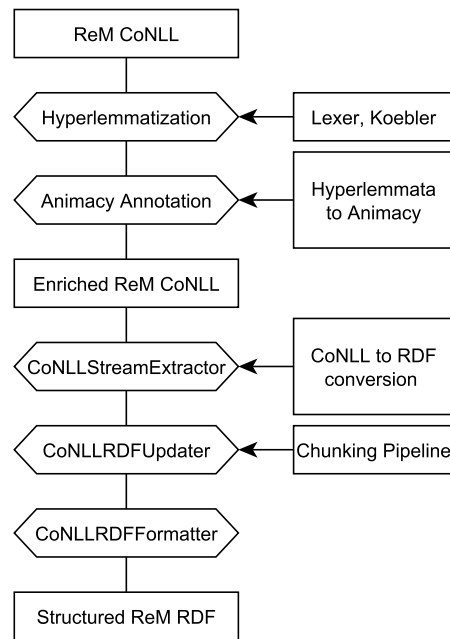 ReM CoNLL
Hyperlemmatization
Lexer, Koebler
Animacy Annotation
Hyperlemmata
to Animacy
Enriched ReM CoNLL
CoNLLStreamExtractor
CoNLL to RDF
conversion
CoNLLRDFUpdater
Chunking Pipeline
CoNLLRDFFormatter
Structured ReM RDF